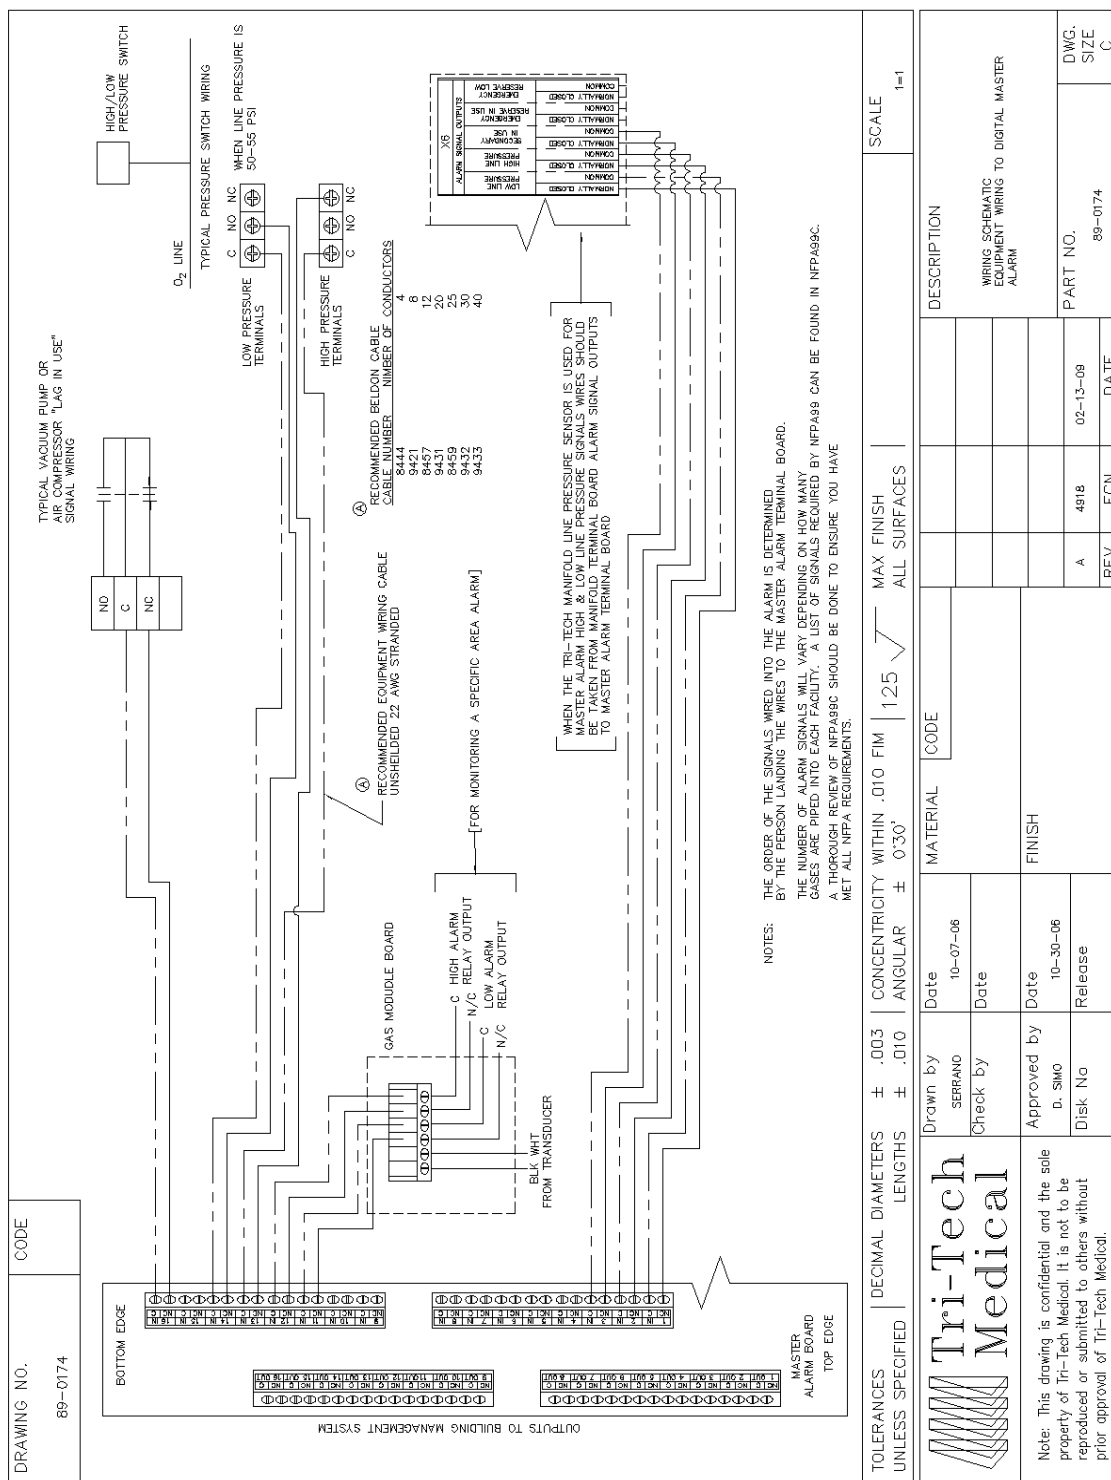 DRAWING NO.
CODE
89-0174
TYPICAL VACUUM PUMP OR
AIR COMPRESSOR "LAG IN USE"
SIGNAL WIRING
NO
C
NC
HIGH/LOW
PRESSURE SWITCH
O2 LINE
TYPICAL PRESSURE SWITCH WIRING
WHEN LINE PRESSURE IS
50-55 PSI
C NO NC
LOW PRESSURE
TERMINALS
HIGH PRESSURE
TERMINALS
C NO NC
Ⓐ
RECOMMENDED BELDON CABLE
CABLE NUMBER NIMBER OF CONDUCTORS
8444 4
9421 8
8457 12
9431 20
8459 25
9432 30
9433 40
Ⓐ
RECOMMENDED EQUIPMENT WIRING CABLE
UNSHEILDED 22 AWG STRANDED
GAS MODUDLE BOARD
C HIGH ALARM
N/C RELAY OUTPUT
C LOW ALARM
N/C RELAY OUTPUT
[FOR MONITORING A SPECIFIC AREA ALARM]
BLK WHT
FROM TRANSDUCER
BOTTOM EDGE
MASTER
ALARM BOARD
TOP EDGE
OUTPUTS TO BUILDING MANAGEMENT SYSTEM
X6
ALARM SIGNAL OUTPUTS
LOW LINE
PRESSURE
HIGH LINE
PRESSURE
SECONDARY
IN USE
EMERGENCY
RESERVE IN USE
EMERGENCY
RESERVE LOW
NORMALLY CLOSED
COMMON
NORMALLY CLOSED
COMMON
NORMALLY CLOSED
COMMON
NORMALLY CLOSED
COMMON
NORMALLY CLOSED
COMMON
WHEN THE TRI-TECH MANIFOLD LINE PRESSURE SENSOR IS USED FOR
MASTER ALARM HIGH & LOW LINE PRESSURE SIGNALS WIRES SHOULD
BE TAKEN FROM MANIFOLD TERMINAL BOARD ALARM SIGNAL OUTPUTS
TO MASTER ALARM TERMINAL BOARD
NOTES:
THE ORDER OF THE SIGNALS WIRED INTO THE ALARM IS DETERMINED
BY THE PERSON LANDING THE WIRES TO THE MASTER ALARM TERMINAL BOARD.
THE NUMBER OF ALARM SIGNALS WILL VARY DEPENDING ON HOW MANY
GASES ARE PIPED INTO EACH FACILITY. A LIST OF SIGNALS REQUIRED BY NFPA99 CAN BE FOUND IN NFPA99C.
A THOROUGH REVIEW OF NFPA99C SHOULD BE DONE TO ENSURE YOU HAVE
MET ALL NFPA REQUIREMENTS.
TOLERANCES
UNLESS SPECIFIED
DECIMAL DIAMETERS ± .003
LENGTHS ± .010
CONCENTRICITY WITHIN .010 FIM
ANGULAR ± 0°30'
125
MAX FINISH
ALL SURFACES
SCALE
1=1
Tri-Tech
Medical
Note: This drawing is confidential and the sole
property of Tri-Tech Medical. It is not to be
reproduced or submitted to others without
prior approval of Tri-Tech Medical.
Drawn by
SERRANO
Date
10-07-06
Check by
Date
Approved by
D. SIMO
Date
10-30-06
Disk No
Release
MATERIAL
CODE
FINISH
A
4918
02-13-09
REV
ECN
DATE
DESCRIPTION
WIRING SCHEMATIC
EQUIPMENT WIRING TO DIGITAL MASTER
ALARM
PART NO.
89-0174
DWG.
SIZE
C